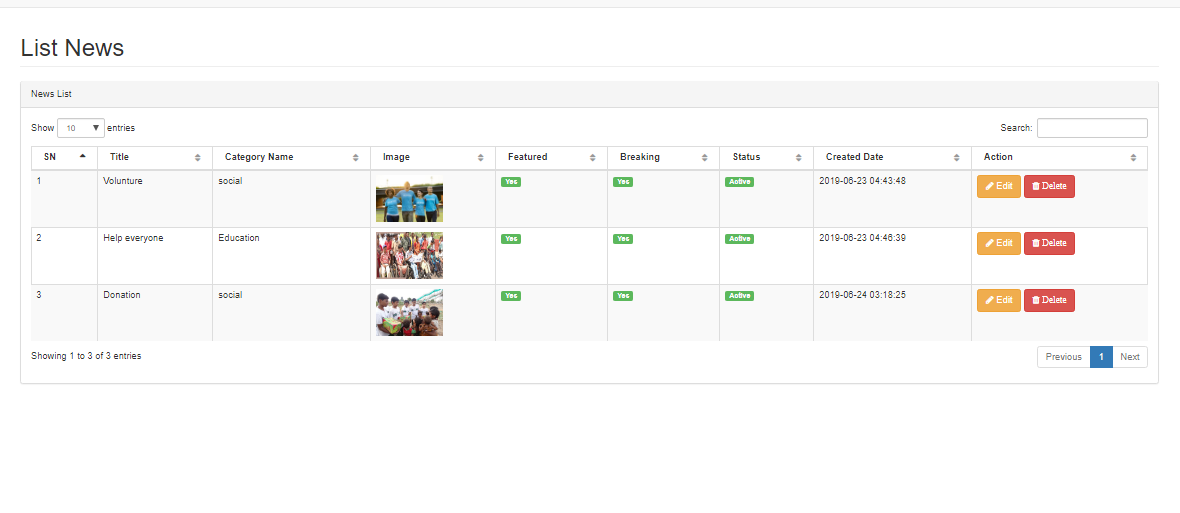 List News
News List
Show 10 entries Search:
SN Title Category Name Image Featured Breaking Status Created Date Action
1 Volunture social Yes Yes Active 2019-06-23 04:43:48 Edit Delete
2 Help everyone Education Yes Yes Active 2019-06-23 04:46:39 Edit Delete
3 Donation social Yes Yes Active 2019-06-24 03:18:25 Edit Delete
Showing 1 to 3 of 3 entries Previous 1 Next